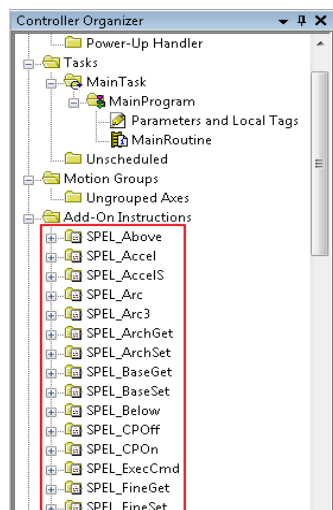 Controller Organizer
Power-Up Handler
Tasks
MainTask
MainProgram
Parameters and Local Tags
MainRoutine
Unscheduled
Motion Groups
Ungrouped Axes
Add-On Instructions
SPEL_Above
SPEL_Accel
SPEL_AccelS
SPEL_Arc
SPEL_Arc3
SPEL_ArchGet
SPEL_ArchSet
SPEL_BaseGet
SPEL_BaseSet
SPEL_Below
SPEL_CPOff
SPEL_CPOn
SPEL_ExecCmd
SPEL_FineGet
SPEL_FineSet